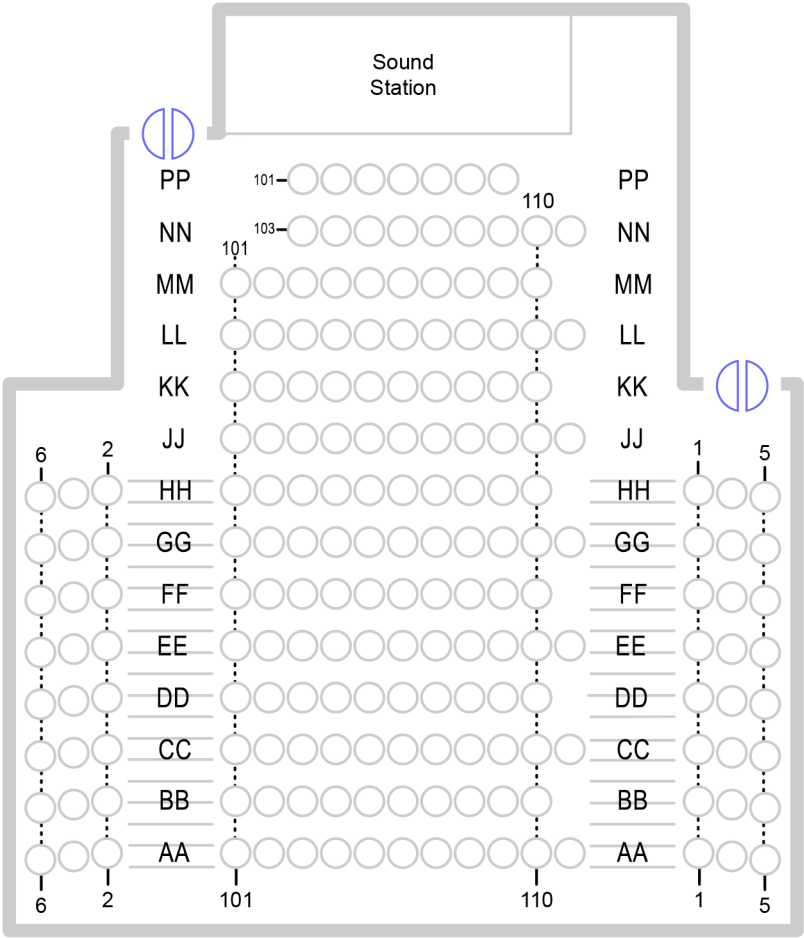 Sound
Station
PP 101 PP
110
NN 103 NN
101
MM MM
LL LL
KK KK
JJ JJ
6 2 1 5
HH HH
GG GG
FF FF
EE EE
DD DD
CC CC
BB BB
AA AA
6 2 101 110 1 5